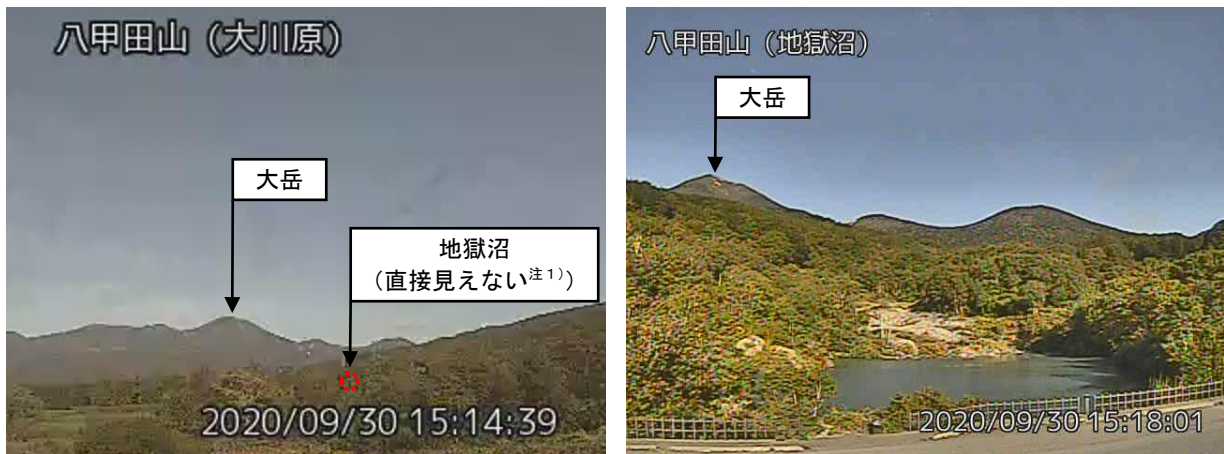 八甲田山（大川原）
大岳
地獄沼
（直接見えない注１））
2020/09/30 15:14:39
八甲田山（地獄沼）
大岳
2020/09/30 15:18:01